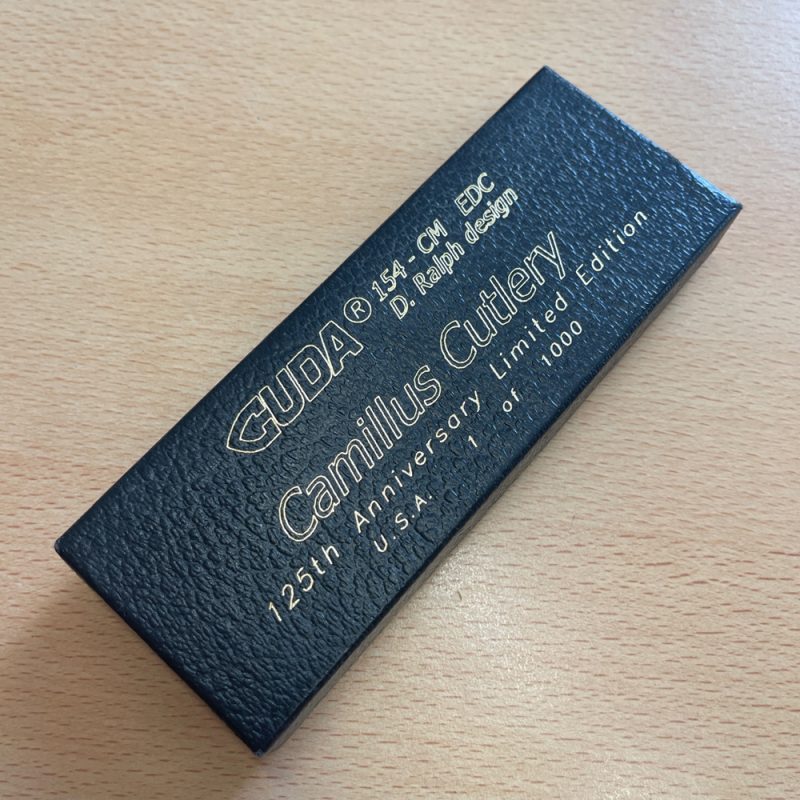 CUDA® 154-CM EDC
D. Ralph design
Camillus Cutlery
125th Anniversary Limited Edition
U.S.A. 1 of 1000